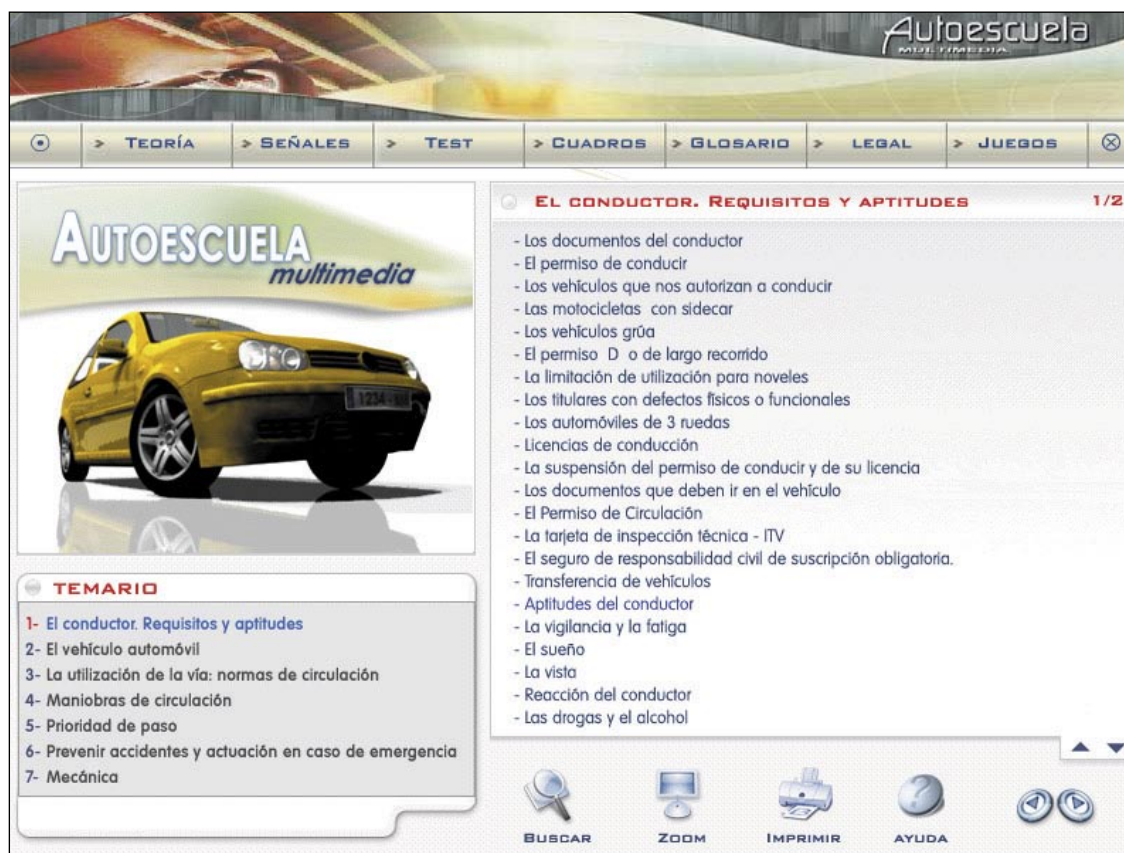 Autoescuela
MULTIMEDIA
> TEORÍA > SEÑALES > TEST > CUADROS > GLOSARIO > LEGAL > JUEGOS
AUTOESCUELA
multimedia
1234
TEMARIO
1- El conductor. Requisitos y aptitudes
2- El vehículo automóvil
3- La utilización de la vía: normas de circulación
4- Maniobras de circulación
5- Prioridad de paso
6- Prevenir accidentes y actuación en caso de emergencia
7- Mecánica
EL CONDUCTOR. REQUISITOS Y APTITUDES 1/2
- Los documentos del conductor
- El permiso de conducir
- Los vehículos que nos autorizan a conducir
- Las motocicletas con sidecar
- Los vehículos grúa
- El permiso D o de largo recorrido
- La limitación de utilización para noveles
- Los titulares con defectos físicos o funcionales
- Los automóviles de 3 ruedas
- Licencias de conducción
- La suspensión del permiso de conducir y de su licencia
- Los documentos que deben ir en el vehículo
- El Permiso de Circulación
- La tarjeta de inspección técnica - ITV
- El seguro de responsabilidad civil de suscripción obligatoria.
- Transferencia de vehículos
- Aptitudes del conductor
- La vigilancia y la fatiga
- El sueño
- La vista
- Reacción del conductor
- Las drogas y el alcohol
BUSCAR ZOOM IMPRIMIR AYUDA